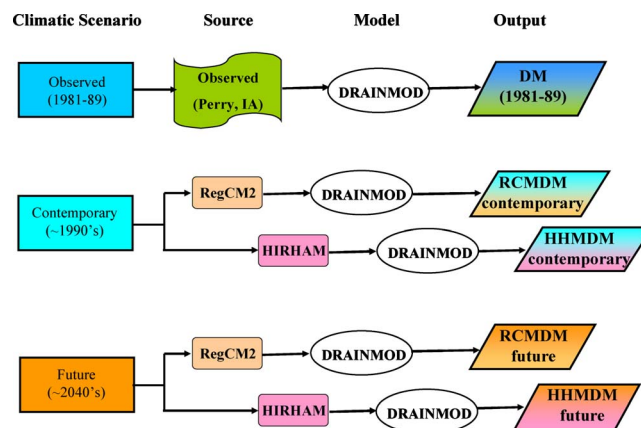 Climatic Scenario Source Model Output
Observed
(1981-89)
Observed
(Perry, IA)
DRAINMOD
DM
(1981-89)
Contemporary
(~1990's)
RegCM2
DRAINMOD
RCMDM
contemporary
HIRHAM
DRAINMOD
HHMDM
contemporary
Future
(~2040's)
RegCM2
DRAINMOD
RCMDM
future
HIRHAM
DRAINMOD
HHMDM
future